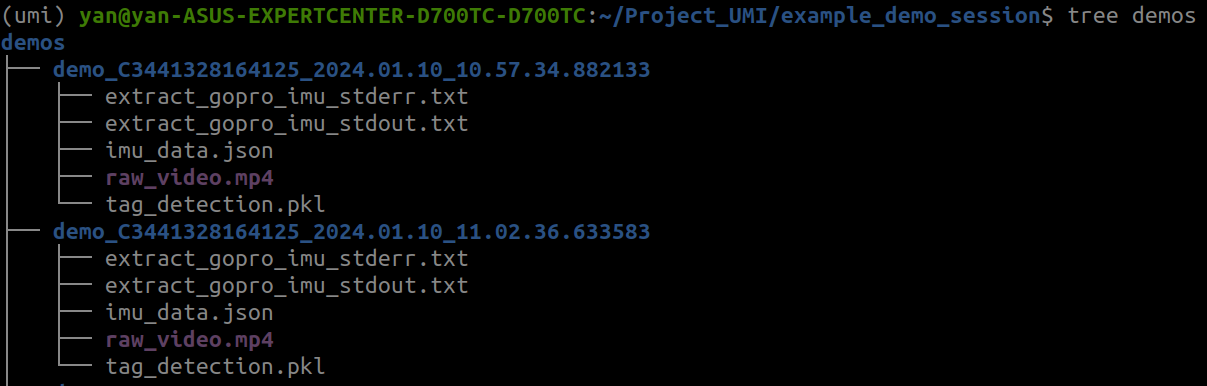 (umi) yan@yan-ASUS-EXPERTCENTER-D700TC-D700TC:~/Project_UMI/example_demo_session$ tree demos
demos
├── demo_C3441328164125_2024.01.10_10.57.34.882133
│   ├── extract_gopro_imu_stderr.txt
│   ├── extract_gopro_imu_stdout.txt
│   ├── imu_data.json
│   ├── raw_video.mp4
│   └── tag_detection.pkl
├── demo_C3441328164125_2024.01.10_11.02.36.633583
│   ├── extract_gopro_imu_stderr.txt
│   ├── extract_gopro_imu_stdout.txt
│   ├── imu_data.json
│   ├── raw_video.mp4
│   └── tag_detection.pkl